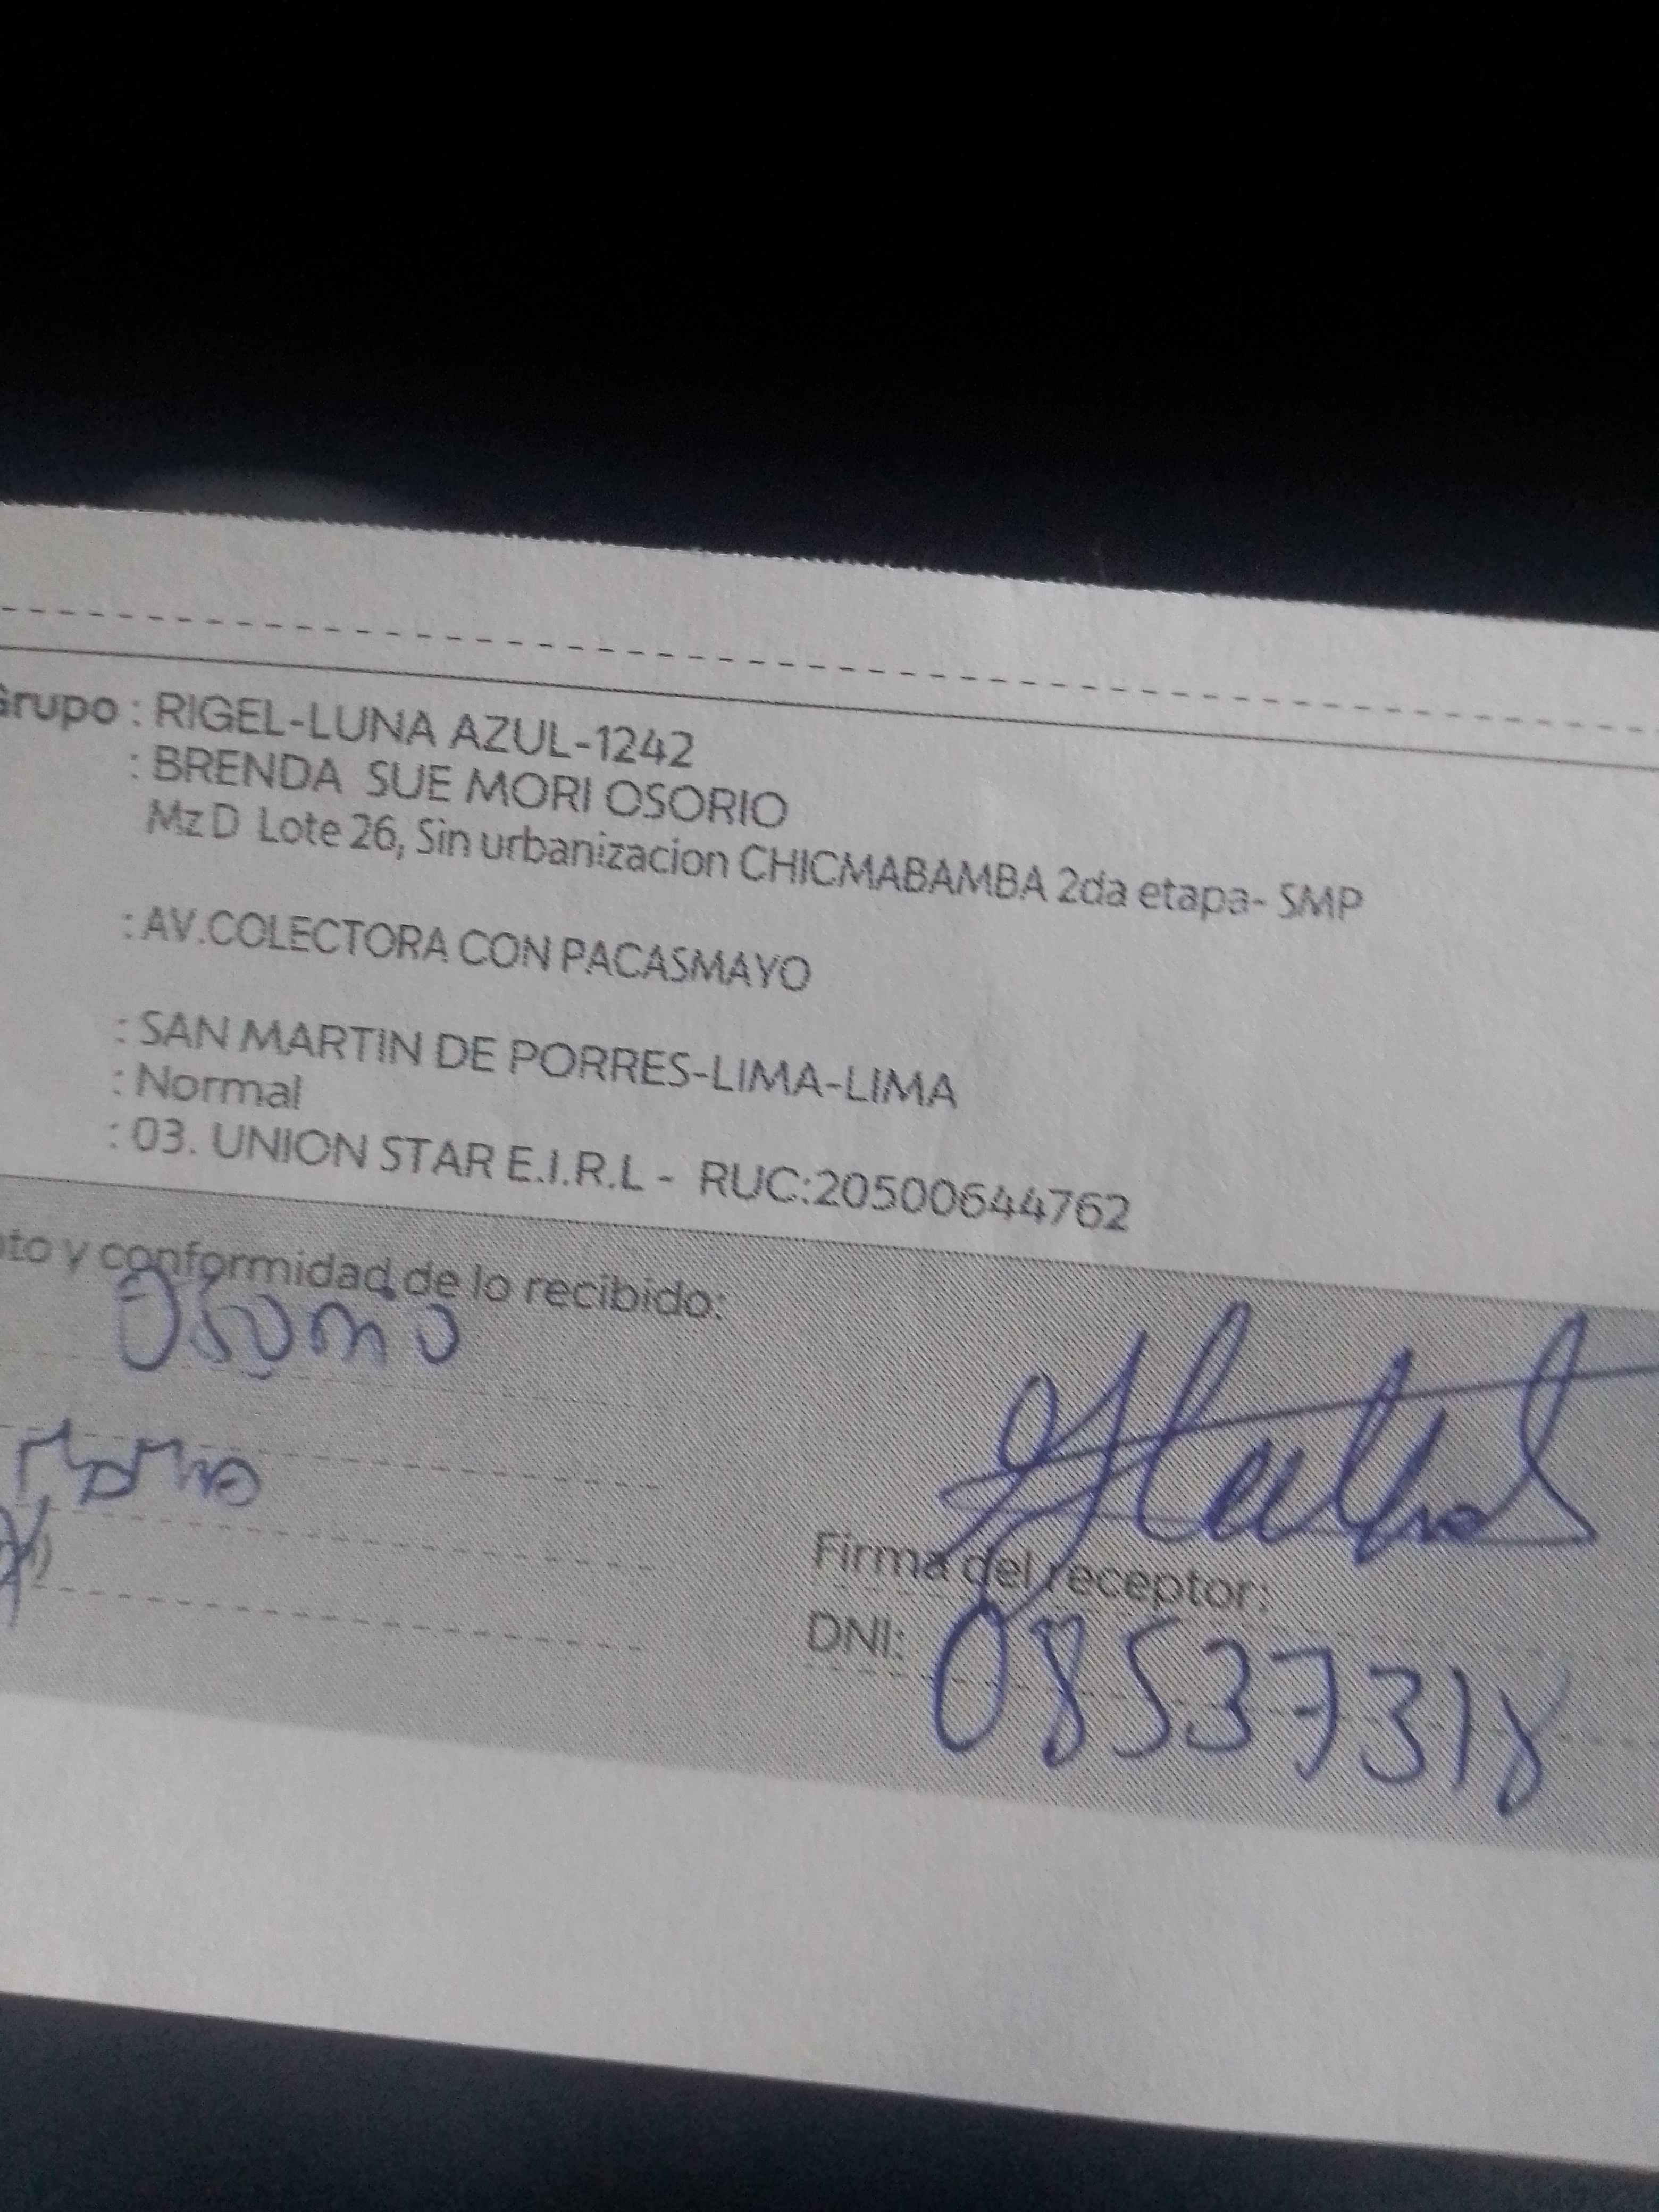 Grupo : RIGEL-LUNA AZUL-1242
: BRENDA SUE MORI OSORIO
Mz D Lote 26, Sin urbanizacion CHICMABAMBA 2da etapa- SMP
: AV.COLECTORA CON PACASMAYO
: SAN MARTIN DE PORRES-LIMA-LIMA
: Normal
: 03. UNION STAR E.I.R.L - RUC:20500644762
nto y conformidad de lo recibido:
Osorio
Firma del receptor:
DNI: 08537318